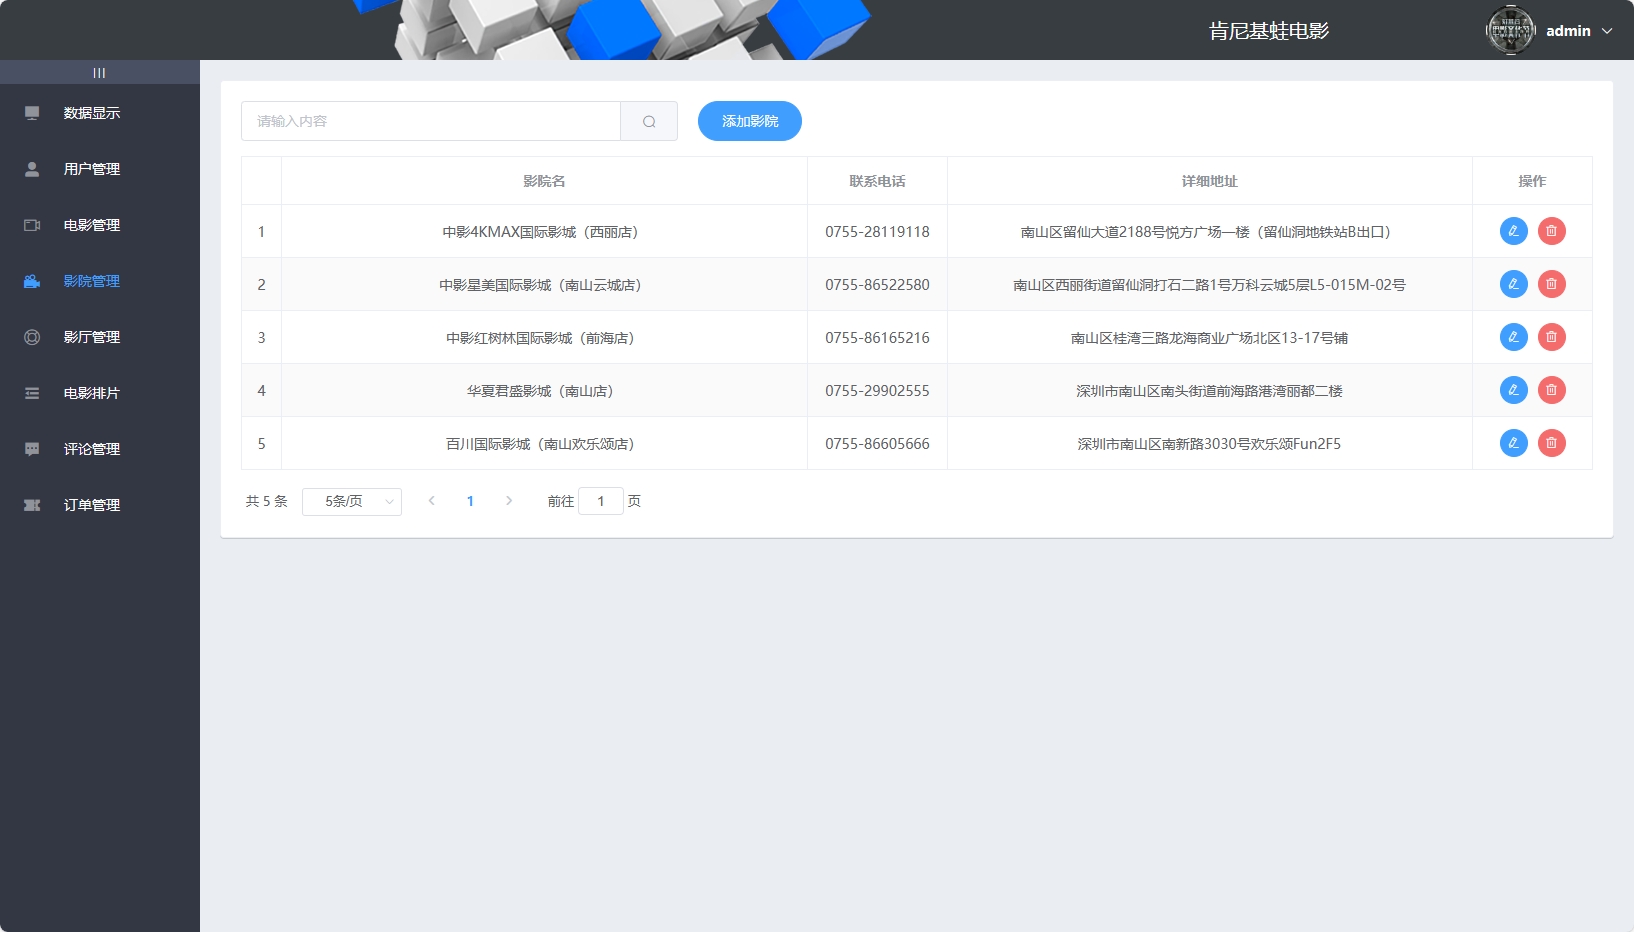 肯尼基蛙电影
admin
数据显示
用户管理
电影管理
影院管理
影厅管理
电影排片
评论管理
订单管理
请输入内容
添加影院
影院名 联系电话 详细地址 操作
1 中影4KMAX国际影城（西丽店） 0755-28119118 南山区留仙大道2188号悦方广场一楼（留仙洞地铁站B出口）
2 中影星美国际影城（南山云城店） 0755-86522580 南山区西丽街道留仙洞打石二路1号万科云城5层L5-015M-02号
3 中影红树林国际影城（前海店） 0755-86165216 南山区桂湾三路龙海商业广场北区13-17号铺
4 华夏君盛影城（南山店） 0755-29902555 深圳市南山区南头街道前海路港湾丽都二楼
5 百川国际影城（南山欢乐颂店） 0755-86605666 深圳市南山区南新路3030号欢乐颂Fun2F5
共 5 条 5条/页 1 前往 1 页